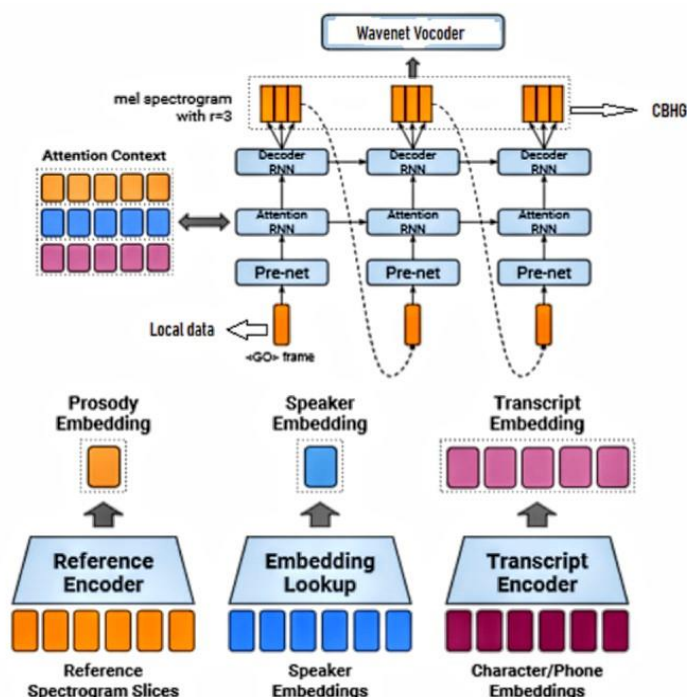 Wavenet Vocoder
mel spectrogram
with r=3
CBHG
Attention Context
Decoder
RNN
Decoder
RNN
Decoder
RNN
Attention
RNN
Attention
RNN
Attention
RNN
Pre-net
Pre-net
Pre-net
Local data
<GO> frame
Prosody
Embedding
Speaker
Embedding
Transcript
Embedding
Reference
Encoder
Embedding
Lookup
Transcript
Encoder
Reference
Spectrogram Slices
Speaker
Embeddings
Character/Phone
Embeddings